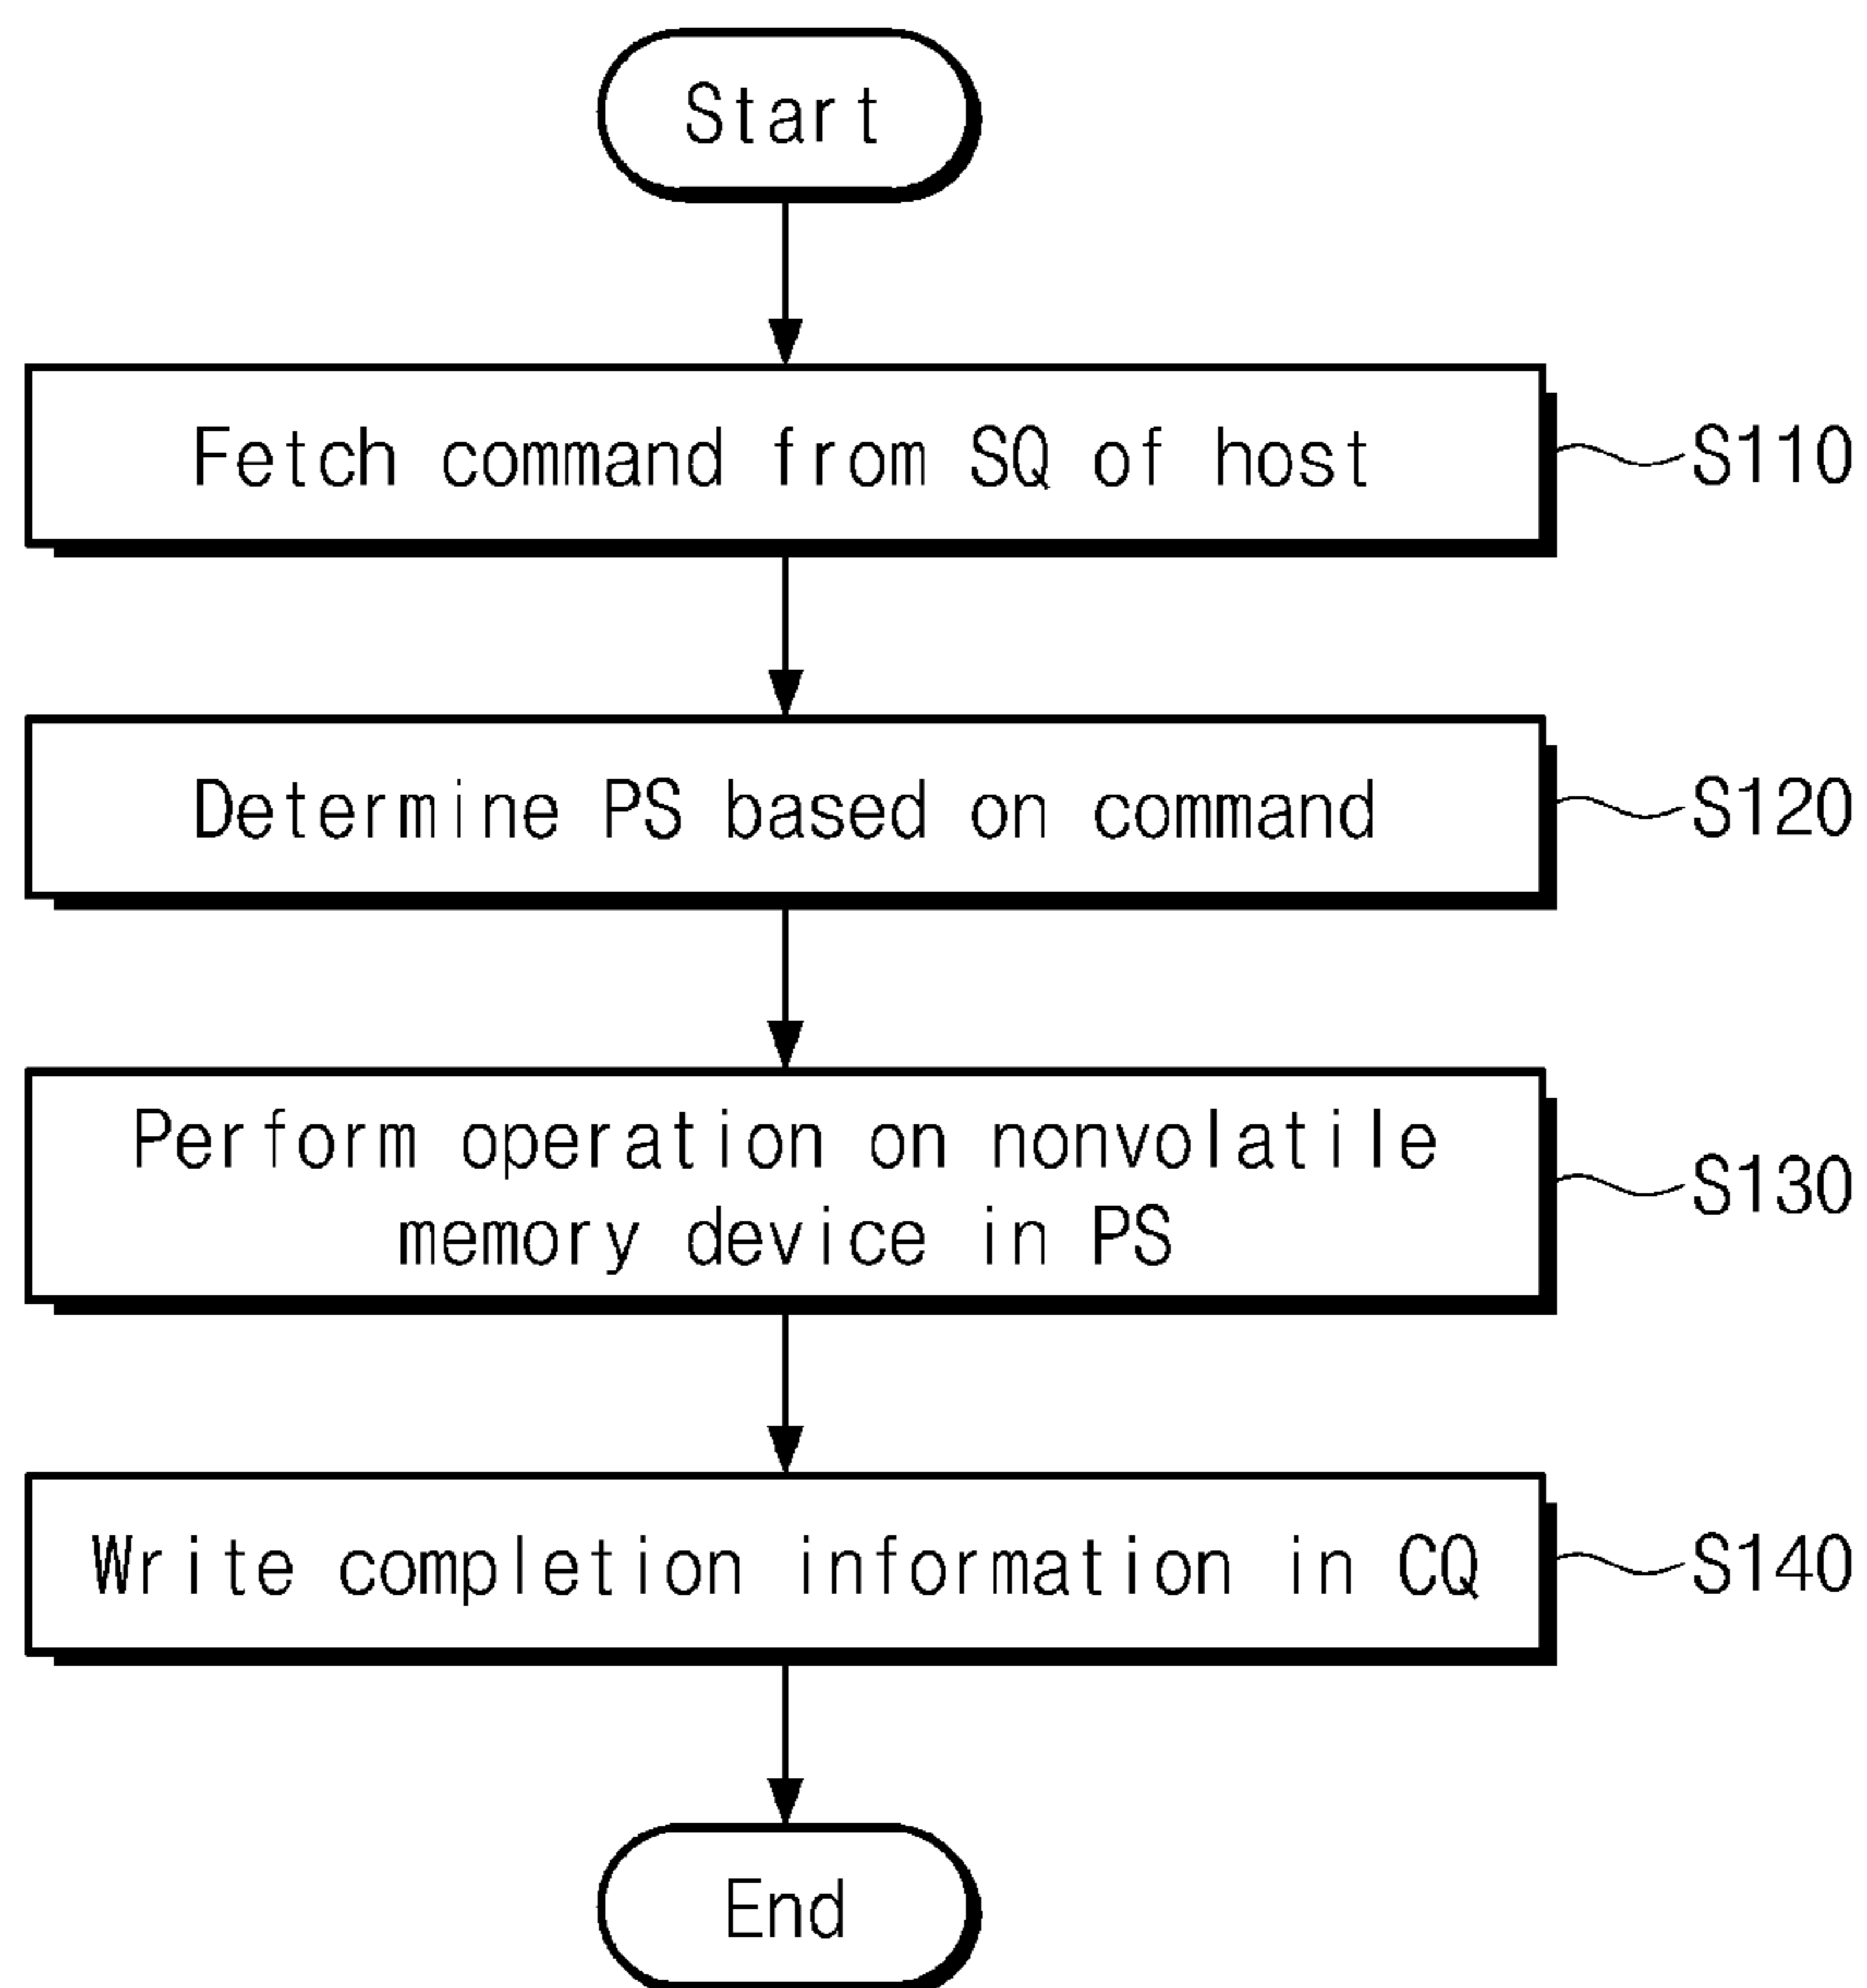 Start
Fetch command from SQ of host
S110
Determine PS based on command
S120
Perform operation on nonvolatile
memory device in PS
S130
Write completion information in CQ
S140
End